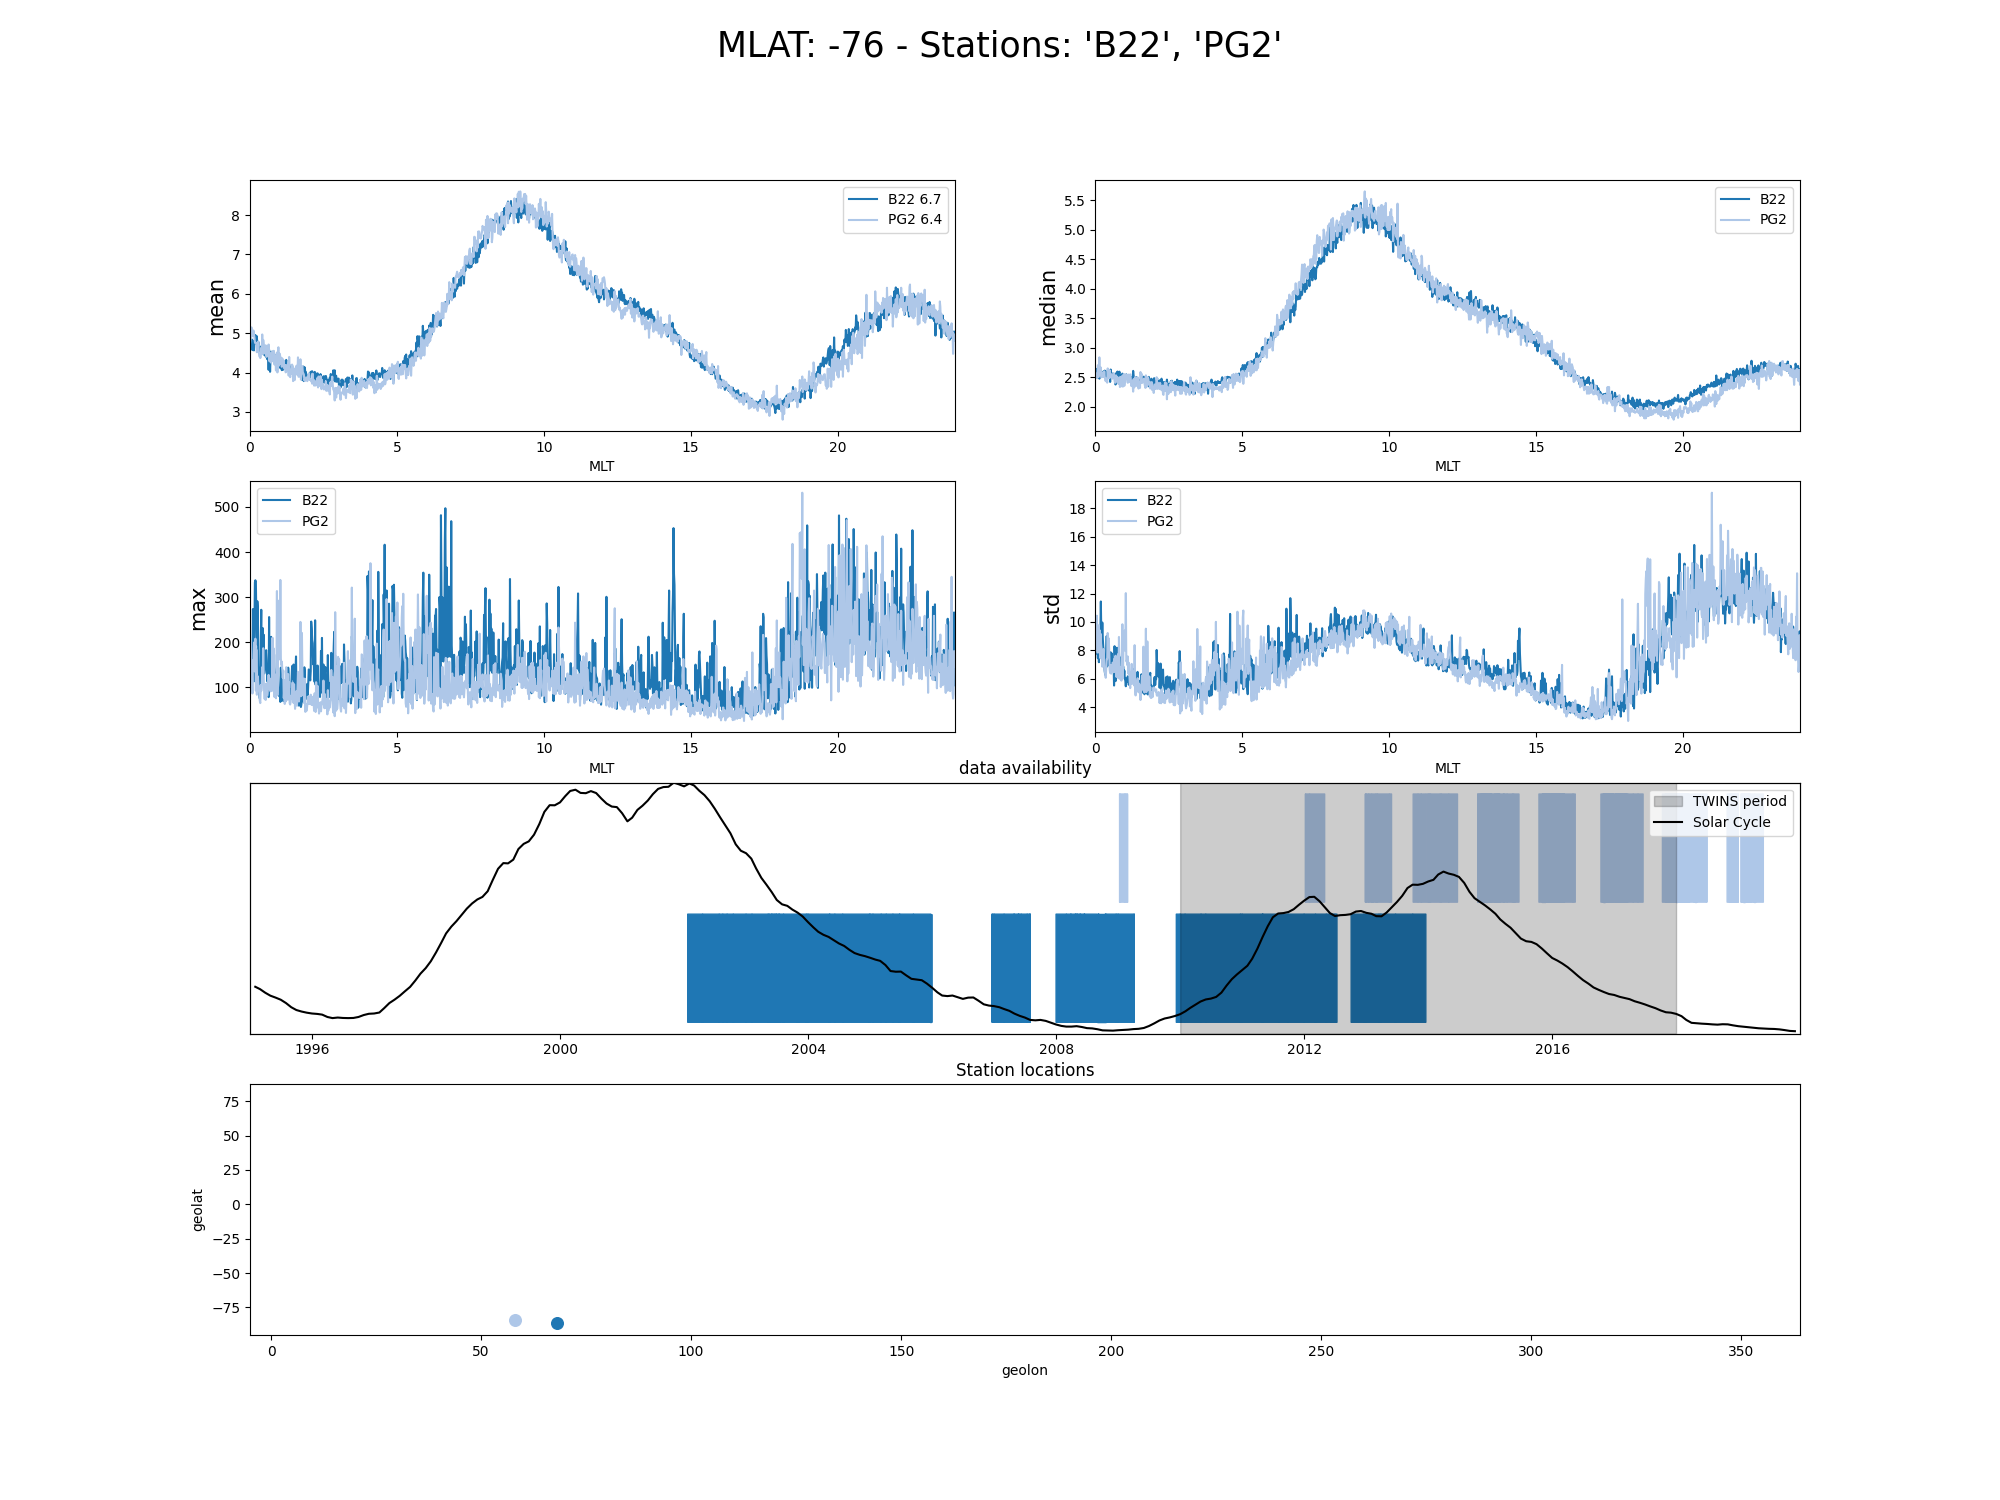 MLAT: -76 - Stations: 'B22', 'PG2'
mean
8
7
6
5
4
3
B22 6.7
PG2 6.4
0 5 10 15 20
MLT
median
5.5
5.0
4.5
4.0
3.5
3.0
2.5
2.0
B22
PG2
0 5 10 15 20
MLT
max
500
400
300
200
100
B22
PG2
0 5 10 15 20
MLT
std
18
16
14
12
10
8
6
4
B22
PG2
0 5 10 15 20
MLT
data availability
TWINS period
Solar Cycle
1996 2000 2004 2008 2012 2016
Station locations
geolat
75
50
25
0
−25
−50
−75
0 50 100 150 200 250 300 350
geolon